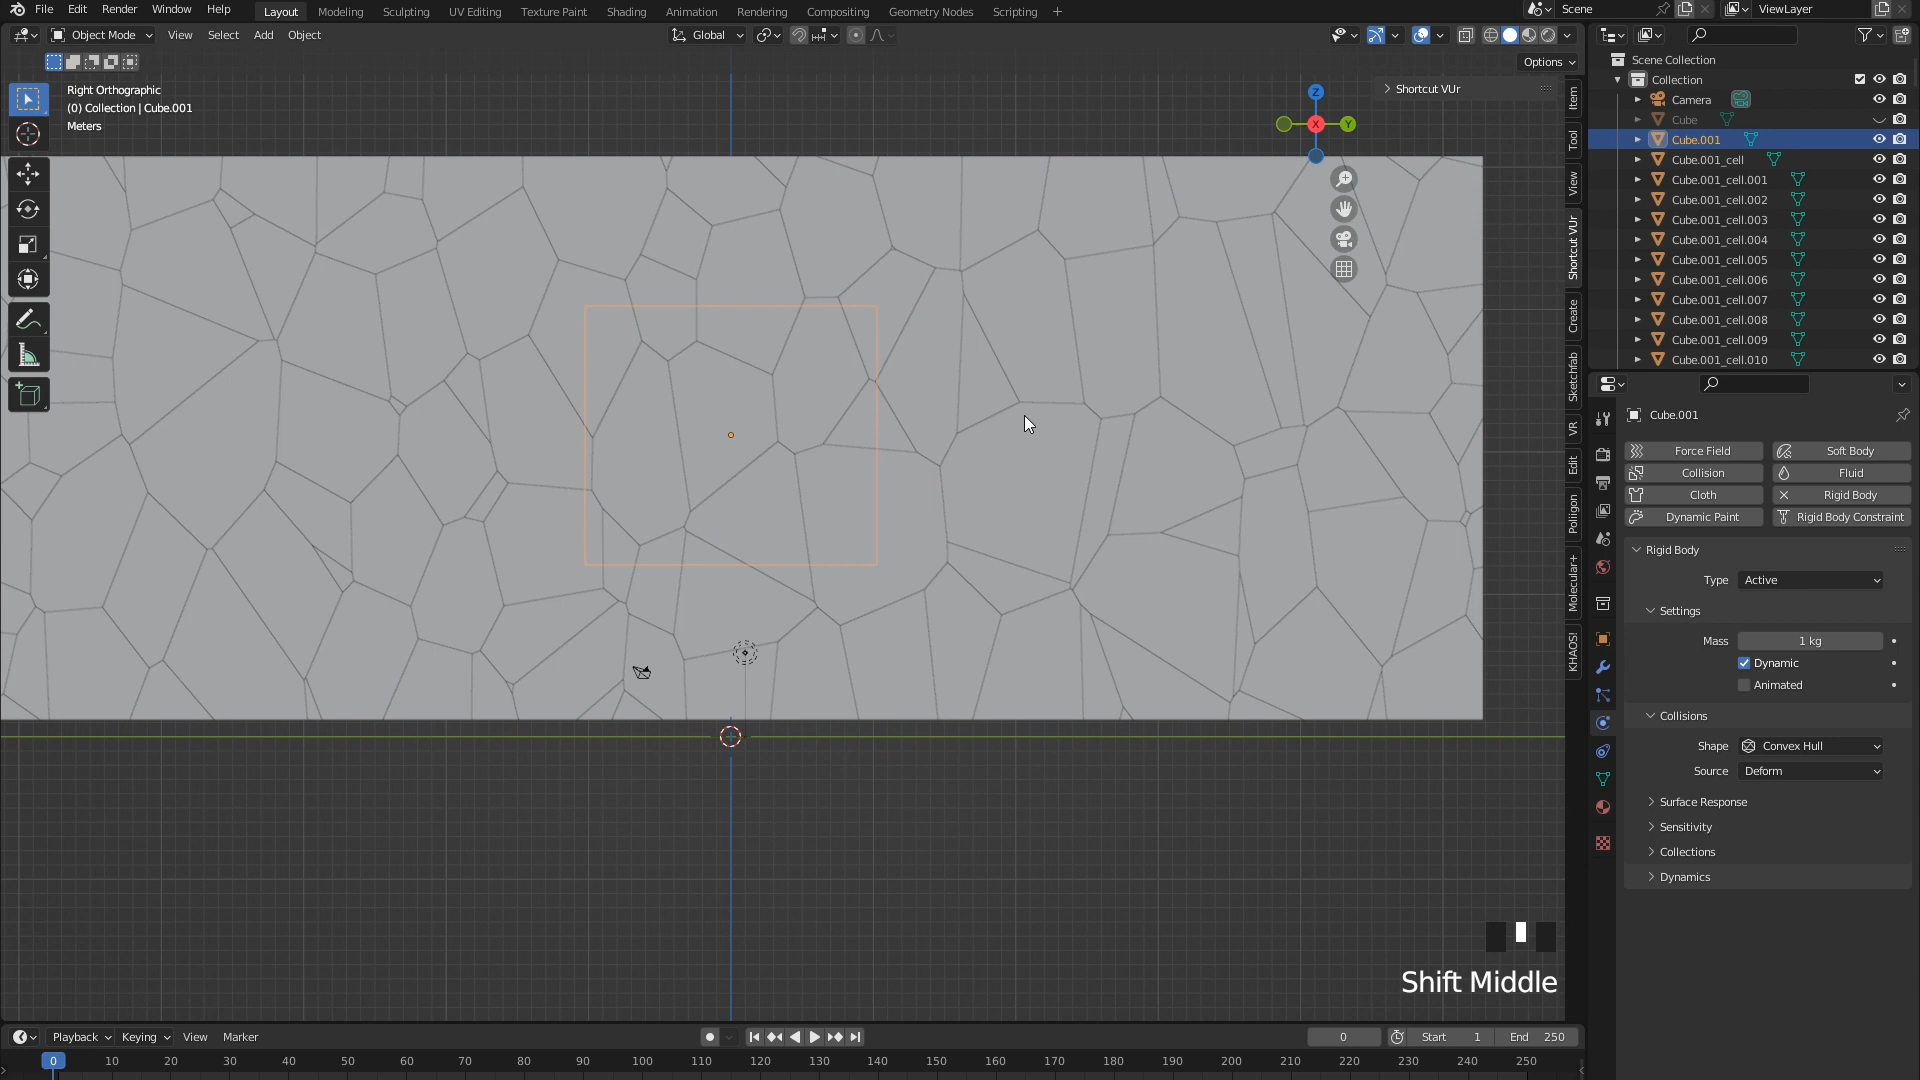 File Edit Render Window Help Layout Modeling Sculpting UV Editing Texture Paint Shading Animation Rendering Compositing Geometry Nodes Scripting + Scene ViewLayer
Object Mode View Select Add Object Global
Options
Right Orthographic
(0) Collection | Cube.001
Meters
Shortcut VUr
Z
X
Y
Item
Tool
View
Shortcut VUr
Create
Sketchfab
VR
Edit
Poliigon
Molecular+
KHAOS!
Shift Middle
Scene Collection
Collection
Camera
Cube
Cube.001
Cube.001_cell
Cube.001_cell.001
Cube.001_cell.002
Cube.001_cell.003
Cube.001_cell.004
Cube.001_cell.005
Cube.001_cell.006
Cube.001_cell.007
Cube.001_cell.008
Cube.001_cell.009
Cube.001_cell.010
Cube.001
Force Field Soft Body
Collision Fluid
Cloth Rigid Body
Dynamic Paint Rigid Body Constraint
Rigid Body
Type Active
Settings
Mass 1 kg
Dynamic
Animated
Collisions
Shape Convex Hull
Source Deform
Surface Response
Sensitivity
Collections
Dynamics
Playback Keying View Marker 0 Start 1 End 250
0 10 20 30 40 50 60 70 80 90 100 110 120 130 140 150 160 170 180 190 200 210 220 230 240 250